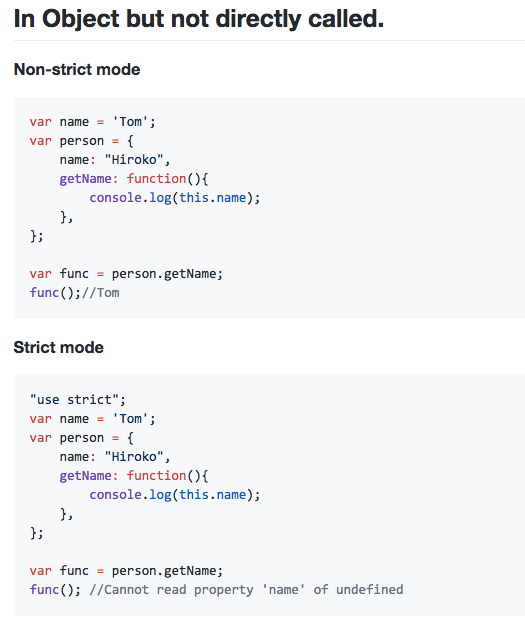 In Object but not directly called.
Non-strict mode
var name = 'Tom';
var person = {
    name: "Hiroko",
    getName: function(){
        console.log(this.name);
    },
};

var func = person.getName;
func();//Tom
Strict mode
"use strict";
var name = 'Tom';
var person = {
    name: "Hiroko",
    getName: function(){
        console.log(this.name);
    },
};

var func = person.getName;
func(); //Cannot read property 'name' of undefined